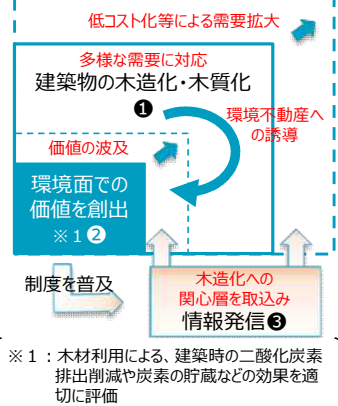 低コスト化等による需要拡大
多様な需要に対応
建築物の木造化・木質化
❶
環境不動産へ
の誘導
価値の波及
環境面での
価値を創出
※１❷
制度を普及
木造化への
関心層を取込み
情報発信❸
※１：木材利用による、建築時の二酸化炭素
排出削減や炭素の貯蔵などの効果を適
切に評価